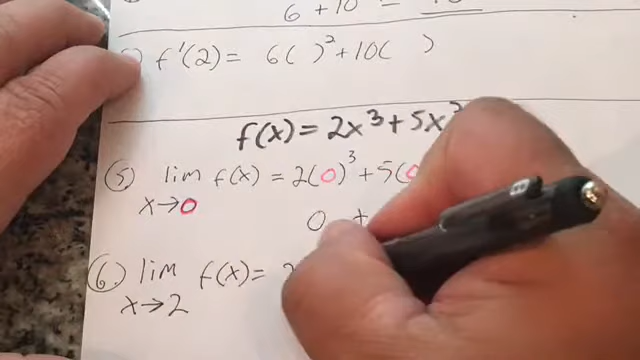 6 + 10 =
f'(2) = 6( )² + 10( )
f(x) = 2x³ + 5x
(5.) lim f(x) = 2(0)³ + 5(0
x→0
0 +
(6.) lim f(x) =
x→2